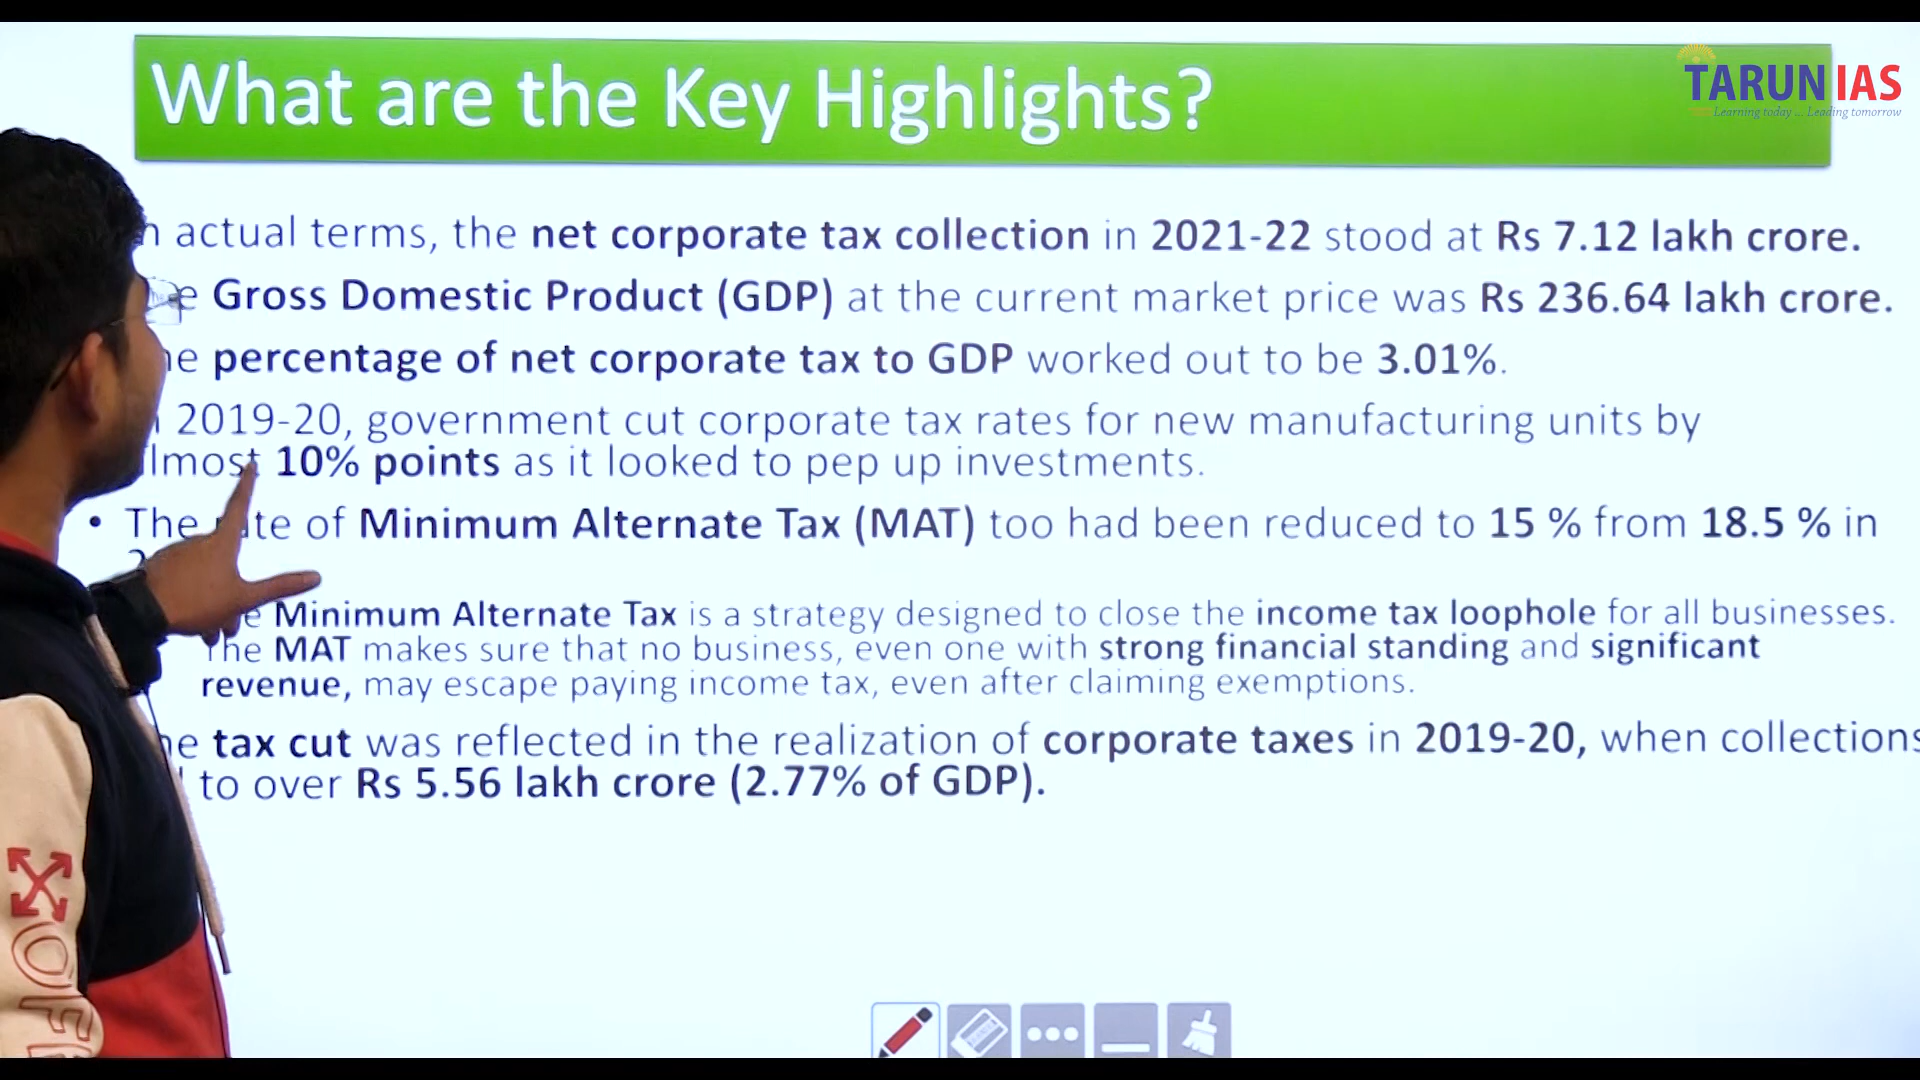 What are the Key Highlights?
TARUN IAS
Learning today ... Leading tomorrow
actual terms, the net corporate tax collection in 2021-22 stood at Rs 7.12 lakh crore.
Gross Domestic Product (GDP) at the current market price was Rs 236.64 lakh crore.
percentage of net corporate tax to GDP worked out to be 3.01%.
2019-20, government cut corporate tax rates for new manufacturing units by
10% points as it looked to pep up investments.
• The of Minimum Alternate Tax (MAT) too had been reduced to 15 % from 18.5 % in
Minimum Alternate Tax is a strategy designed to close the income tax loophole for all businesses.
The MAT makes sure that no business, even one with strong financial standing and significant
revenue, may escape paying income tax, even after claiming exemptions.
tax cut was reflected in the realization of corporate taxes in 2019-20, when collections
to over Rs 5.56 lakh crore (2.77% of GDP).